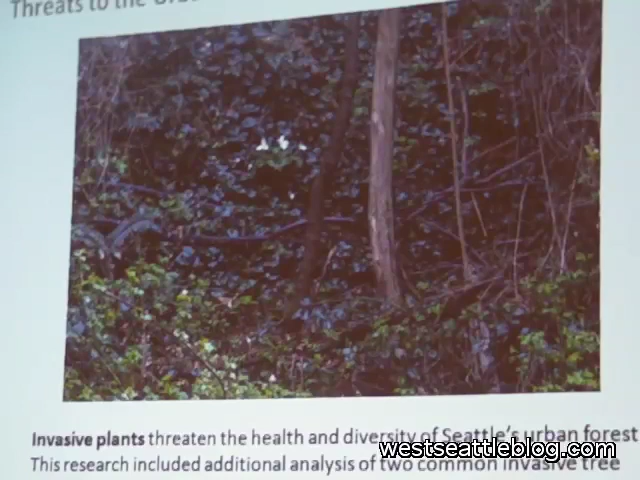 Threats to the
Invasive plants threaten the health and diversity of Seattle's urban forest
This research included additional analysis of two common invasive tree
westseattleblog.com